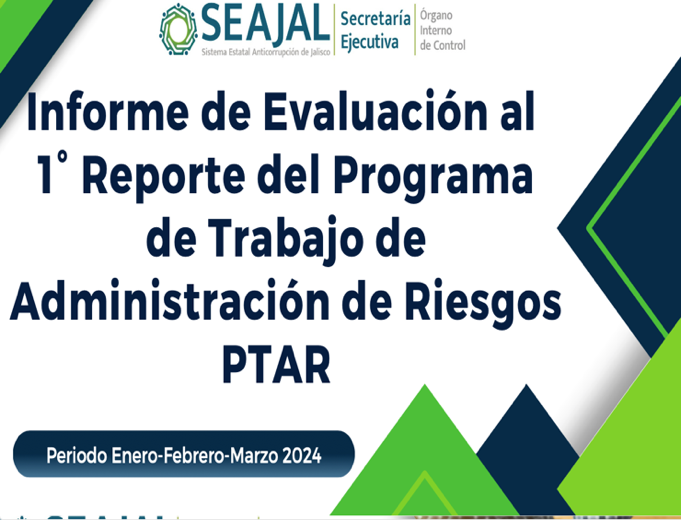 SEAJAL
Sistema Estatal Anticorrupción de Jalisco
Secretaría
Ejecutiva
Órgano
Interno
de Control
Informe de Evaluación al
1° Reporte del Programa
de Trabajo de
Administración de Riesgos
PTAR
Periodo Enero-Febrero-Marzo 2024